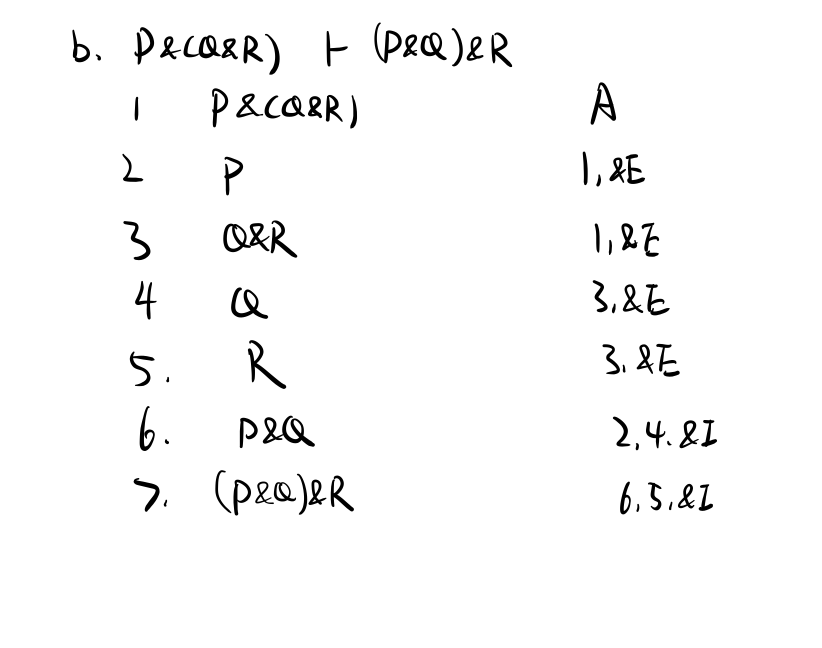 b. P&(Q&R) ⊢ (P&Q)&R
1 P&(Q&R) A
2 P 1,&E
3 Q&R 1,&E
4 Q 3,&E
5. R 3.&E
6. P&Q 2,4.&I
7. (P&Q)&R 6,5,&I